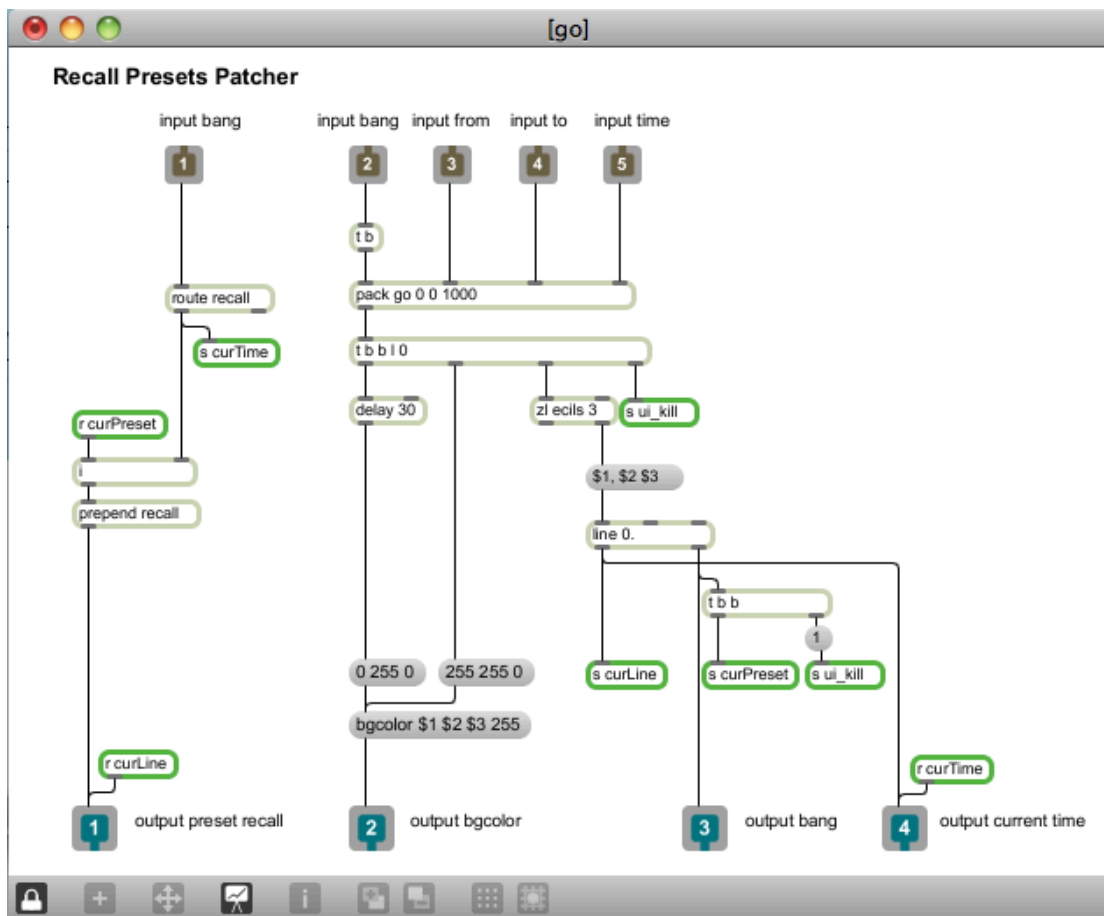 [go]
Recall Presets Patcher
input bang
input bang
input from
input to
input time
1
2
3
4
5
t b
route recall
pack go 0 0 1000
s curTime
t b b l 0
r curPreset
delay 30
zl ecils 3
s ui_kill
i
$1, $2 $3
prepend recall
line 0.
t b b
1
0 255 0
255 255 0
s curLine
s curPreset
s ui_kill
bgcolor $1 $2 $3 255
r curLine
r curTime
1
output preset recall
2
output bgcolor
3
output bang
4
output current time